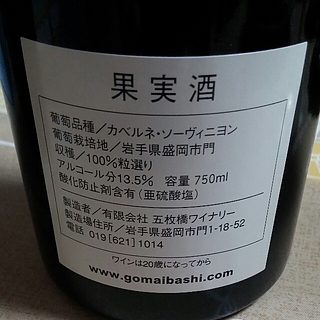 果実酒
葡萄品種／カベルネ・ソーヴィニヨン
葡萄栽培地／岩手県盛岡市門
収穫／100％粒選り
アルコール分13.5％ 容量 750ml
酸化防止剤含有（亜硫酸塩）
製造者／有限会社 五枚橋ワイナリー
製造場住所／岩手県盛岡市門1-18-52
電話 019［621］1014
ワインは20歳になってから
www.gomaibashi.com